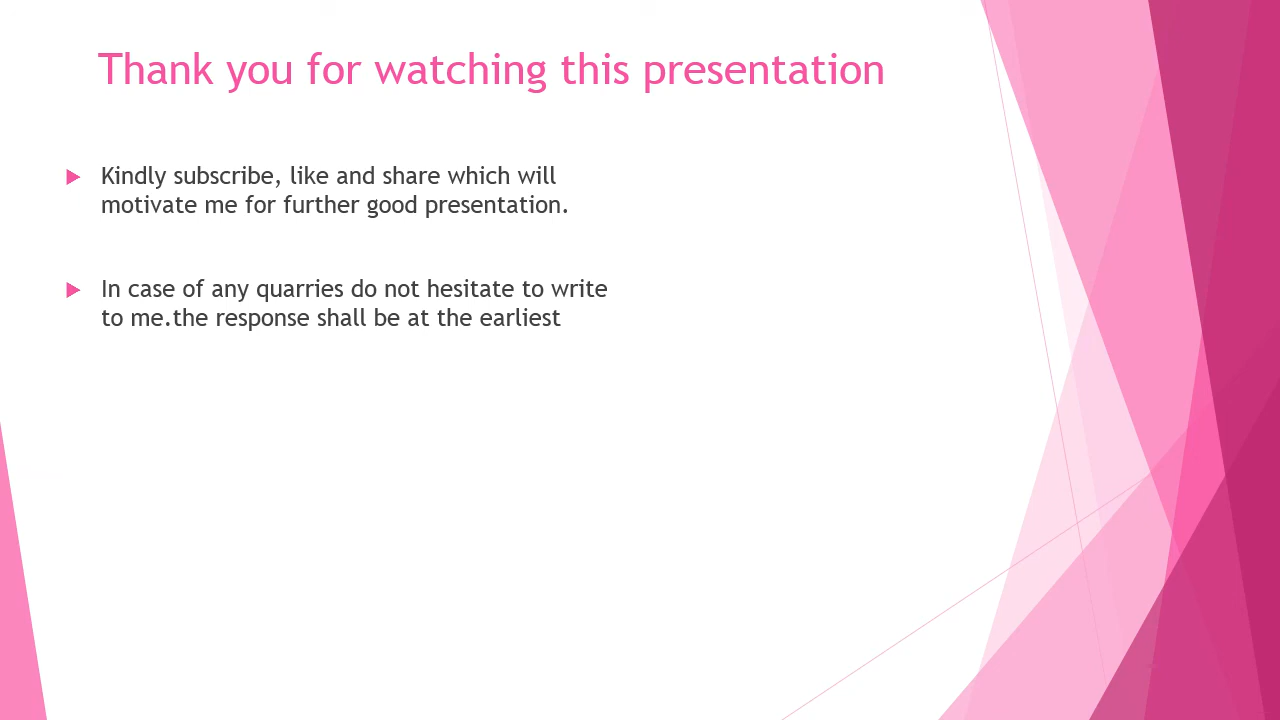 Thank you for watching this presentation
Kindly subscribe, like and share which will
motivate me for further good presentation.
In case of any quarries do not hesitate to write
to me.the response shall be at the earliest